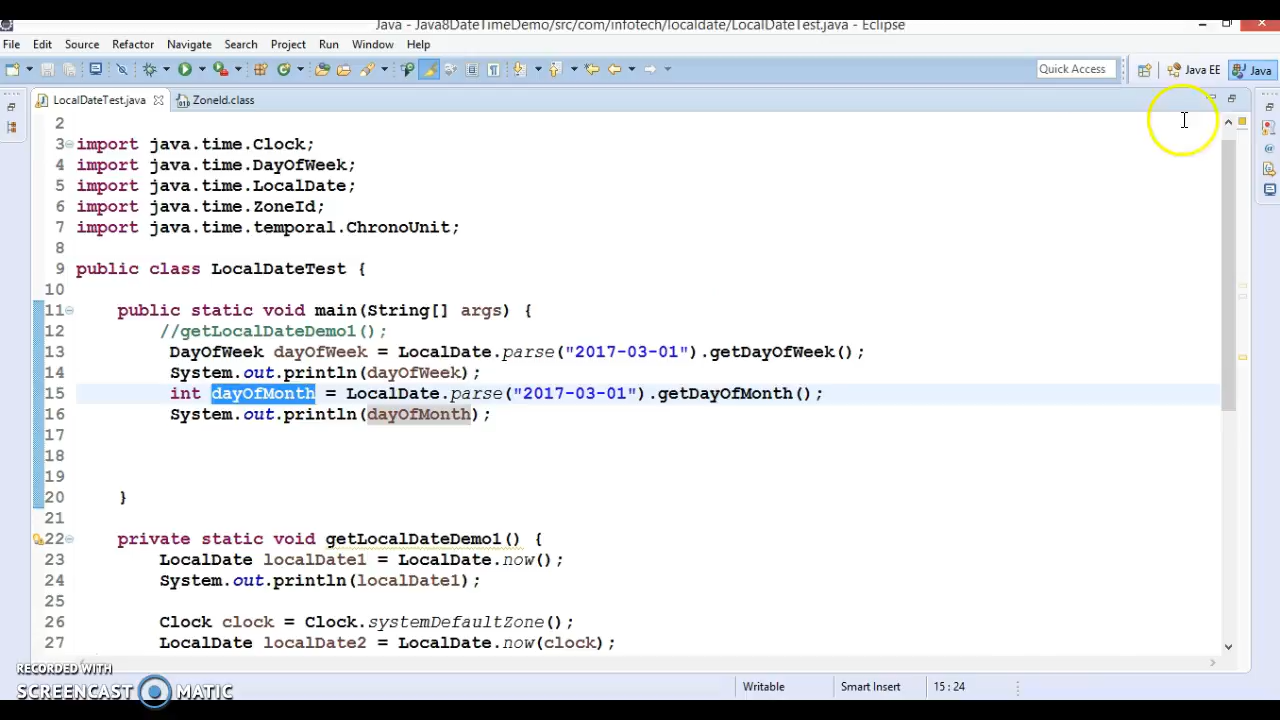 Java - Java8DateTimeDemo/src/com/infotech/localdate/LocalDateTest.java - Eclipse
File Edit Source Refactor Navigate Search Project Run Window Help
Quick Access Java EE Java
LocalDateTest.java ZoneId.class
2
3 import java.time.Clock;
4 import java.time.DayOfWeek;
5 import java.time.LocalDate;
6 import java.time.ZoneId;
7 import java.time.temporal.ChronoUnit;
8
9 public class LocalDateTest {
10
11 public static void main(String[] args) {
12 //getLocalDateDemo1();
13 DayOfWeek dayOfWeek = LocalDate.parse("2017-03-01").getDayOfWeek();
14 System.out.println(dayOfWeek);
15 int dayOfMonth = LocalDate.parse("2017-03-01").getDayOfMonth();
16 System.out.println(dayOfMonth);
17
18
19
20 }
21
22 private static void getLocalDateDemo1() {
23 LocalDate localDate1 = LocalDate.now();
24 System.out.println(localDate1);
25
26 Clock clock = Clock.systemDefaultZone();
27 LocalDate localDate2 = LocalDate.now(clock);
RECORDED WITH
SCREENCAST MATIC
Writable Smart Insert 15 : 24